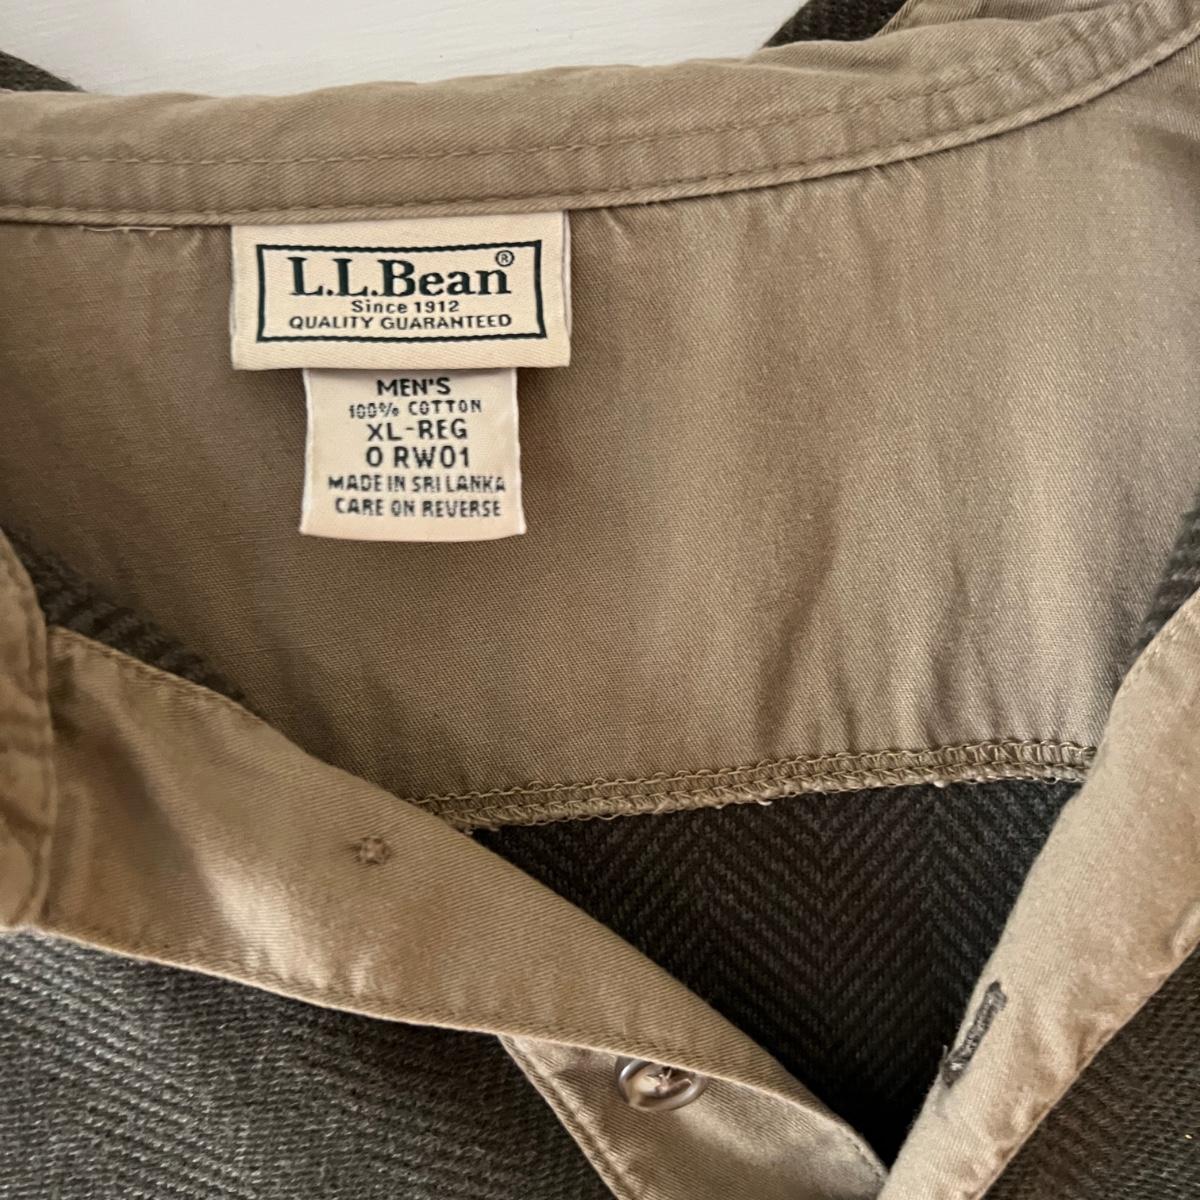 L.L.Bean®
Since 1912
QUALITY GUARANTEED
MEN'S
100% COTTON
XL-REG
0 RW01
MADE IN SRI LANKA
CARE ON REVERSE